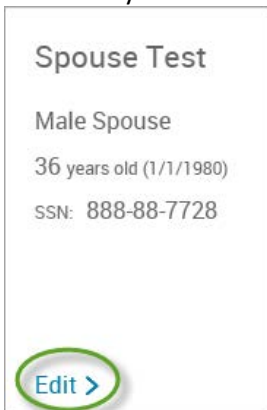 Spouse Test
Male Spouse
36 years old (1/1/1980)
SSN: 888-88-7728
Edit >